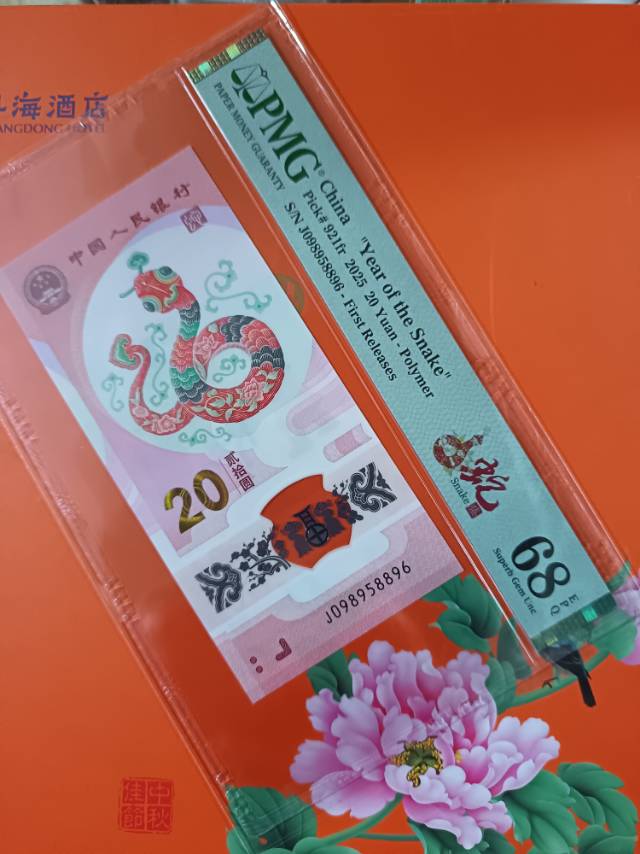 海酒店
ANGDONG
中国人民银行
贰拾圆
20
J098958896
PMG®
PAPER MONEY GUARANTY
China
"Year of the Snake"
Pick# 921fr 2025 20 Yuan - Polymer
S/N J098958896 - First Releases
蛇
Snake
68
EPQ
Superb Gem Unc
中秋
佳節